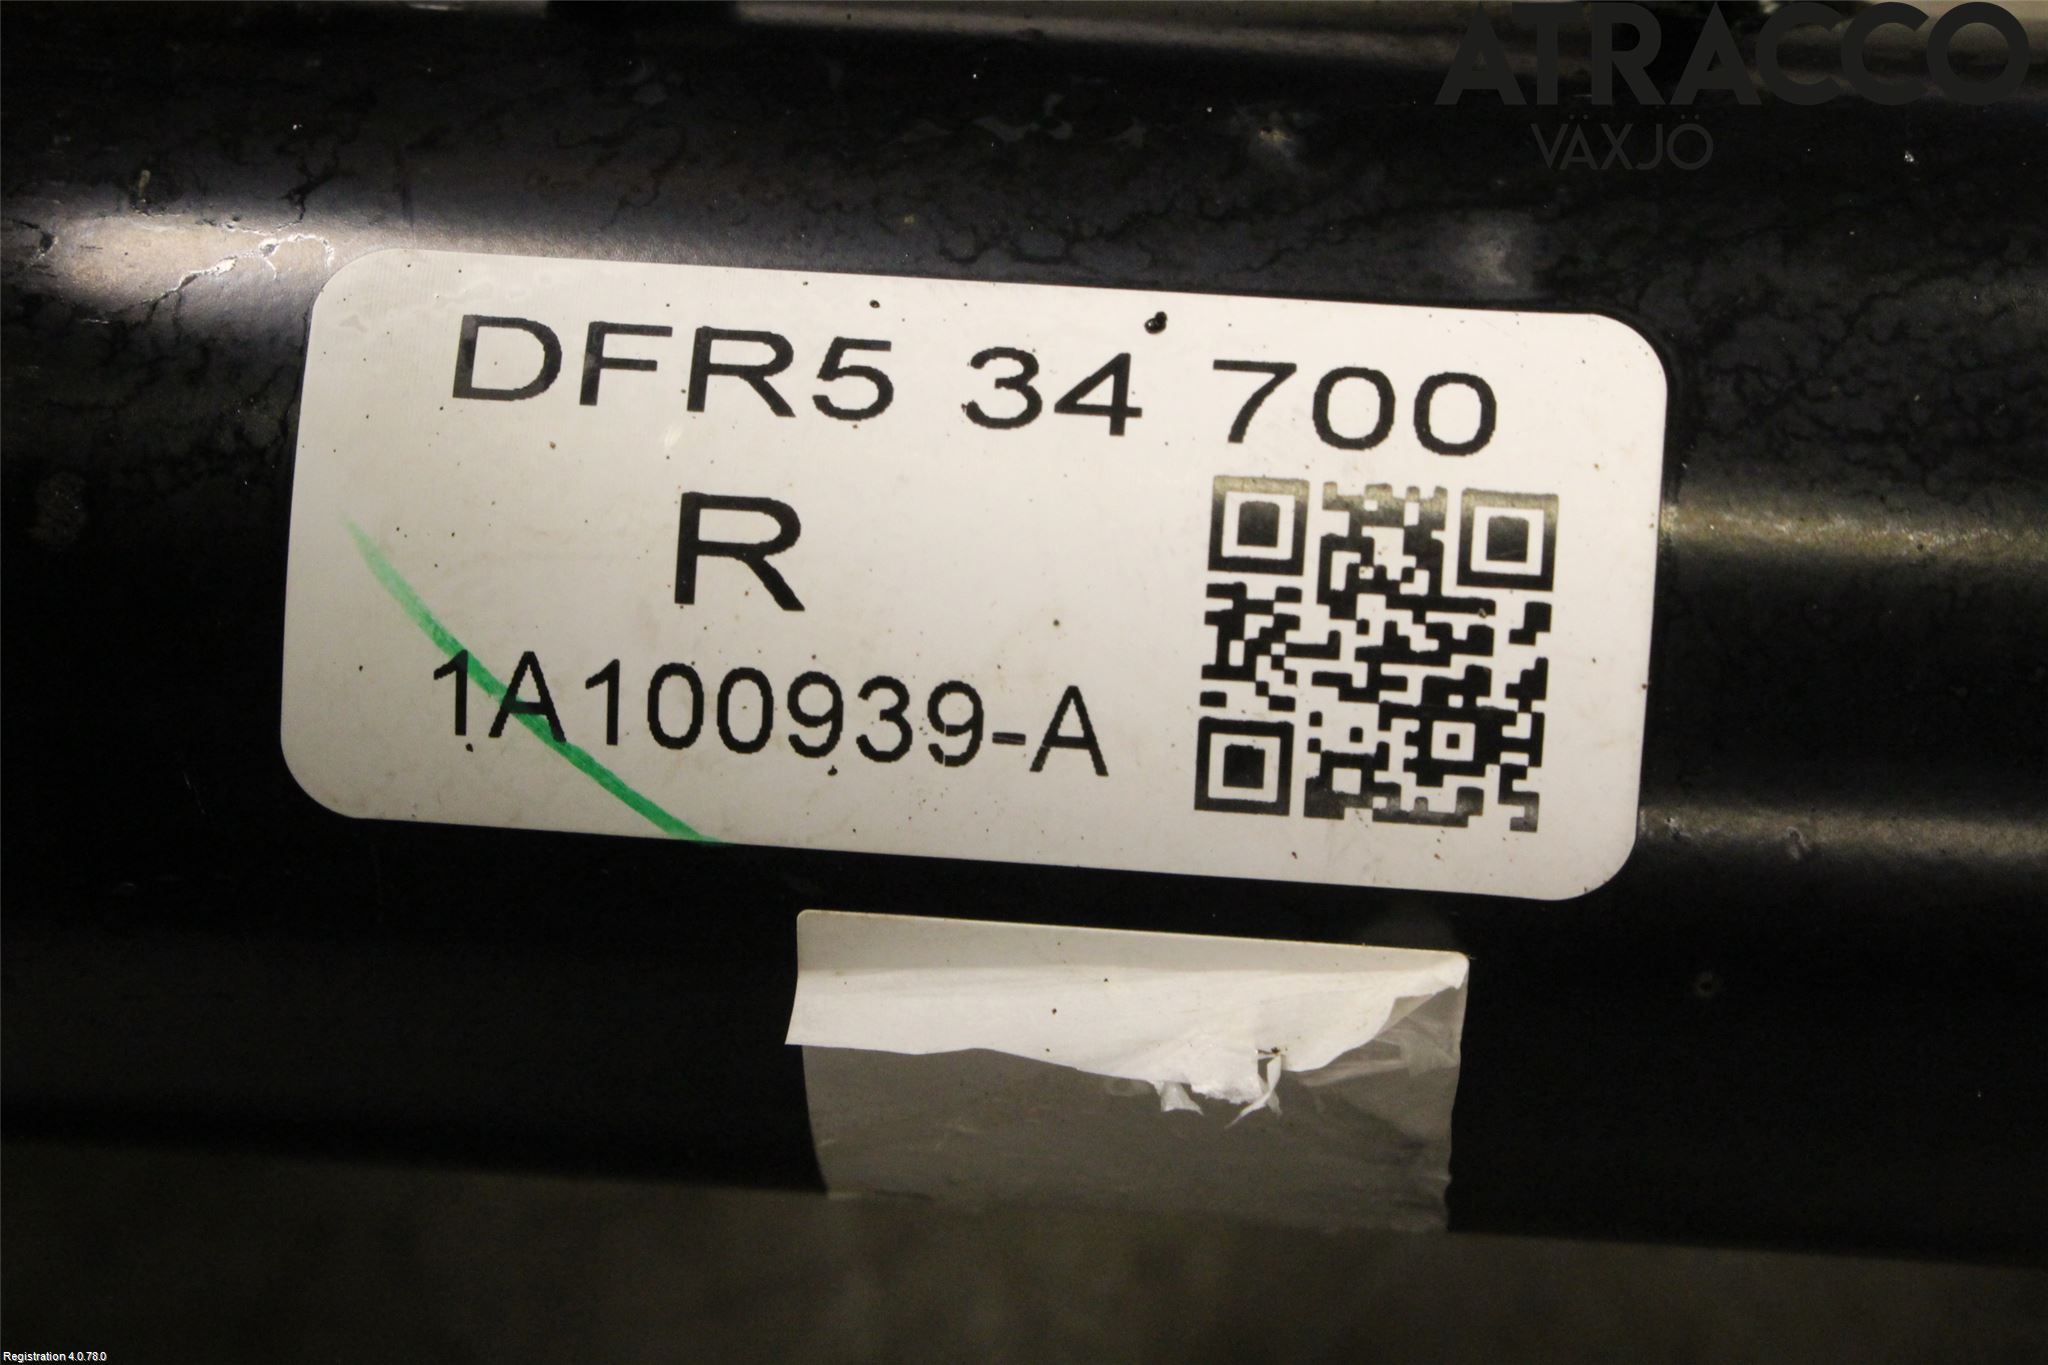 ATRACCO
VÄXJÖ
DFR5 34 700
R
1A100939-A
Registration 4.0.78.0